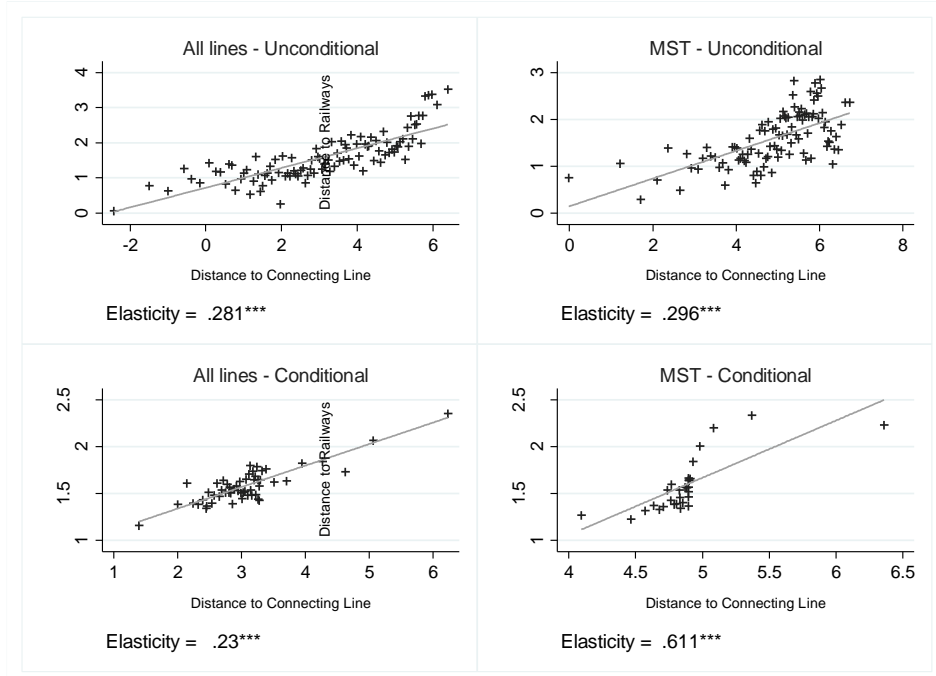 All lines - Unconditional
4
3
2
1
0
Distance to Railways
-2 0 2 4 6
Distance to Connecting Line
Elasticity = .281***
MST - Unconditional
3
2
1
0
0 2 4 6 8
Distance to Connecting Line
Elasticity = .296***
All lines - Conditional
2.5
2
1.5
1
Distance to Railways
1 2 3 4 5 6
Distance to Connecting Line
Elasticity = .23***
MST - Conditional
2.5
2
1.5
1
4 4.5 5 5.5 6 6.5
Distance to Connecting Line
Elasticity = .611***